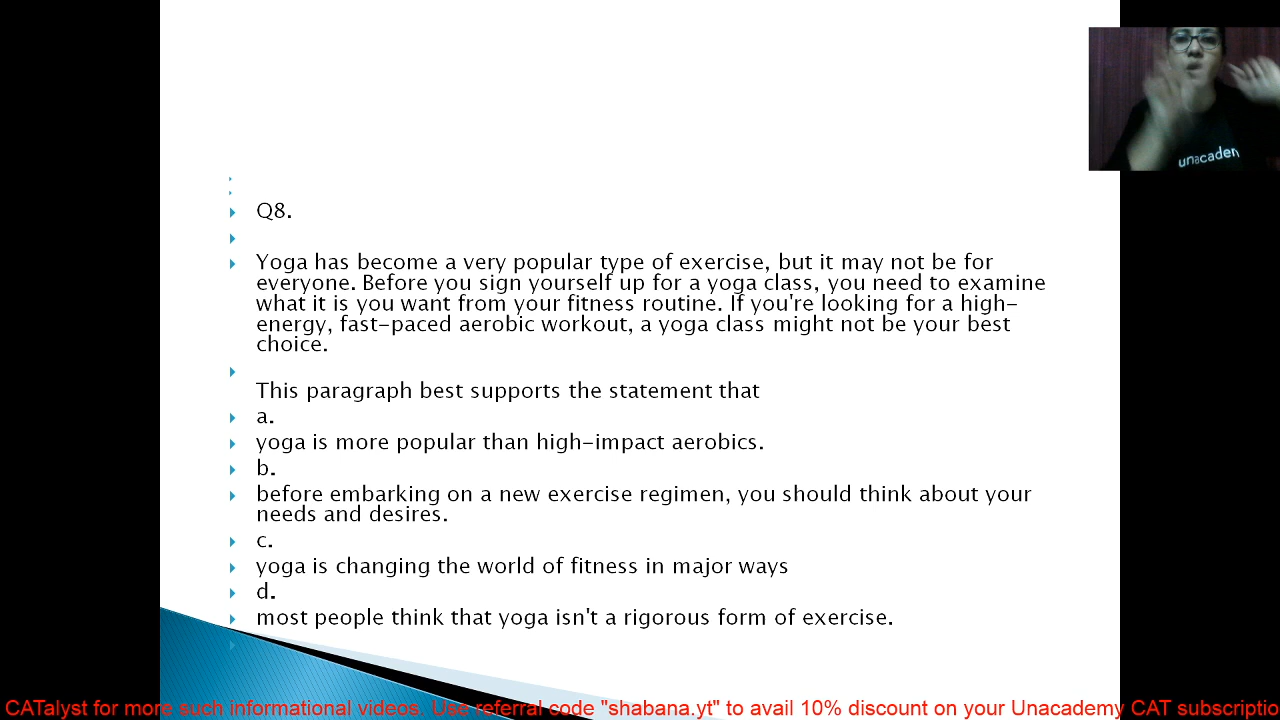 unacadem
Q8.
Yoga has become a very popular type of exercise, but it may not be for
everyone. Before you sign yourself up for a yoga class, you need to examine
what it is you want from your fitness routine. If you're looking for a high-
energy, fast-paced aerobic workout, a yoga class might not be your best
choice.
This paragraph best supports the statement that
a.
yoga is more popular than high-impact aerobics.
b.
before embarking on a new exercise regimen, you should think about your
needs and desires.
c.
yoga is changing the world of fitness in major ways
d.
most people think that yoga isn't a rigorous form of exercise.
CATalyst for more such informational videos. Use referral code "shabana.yt" to avail 10% discount on your Unacademy CAT subscriptio